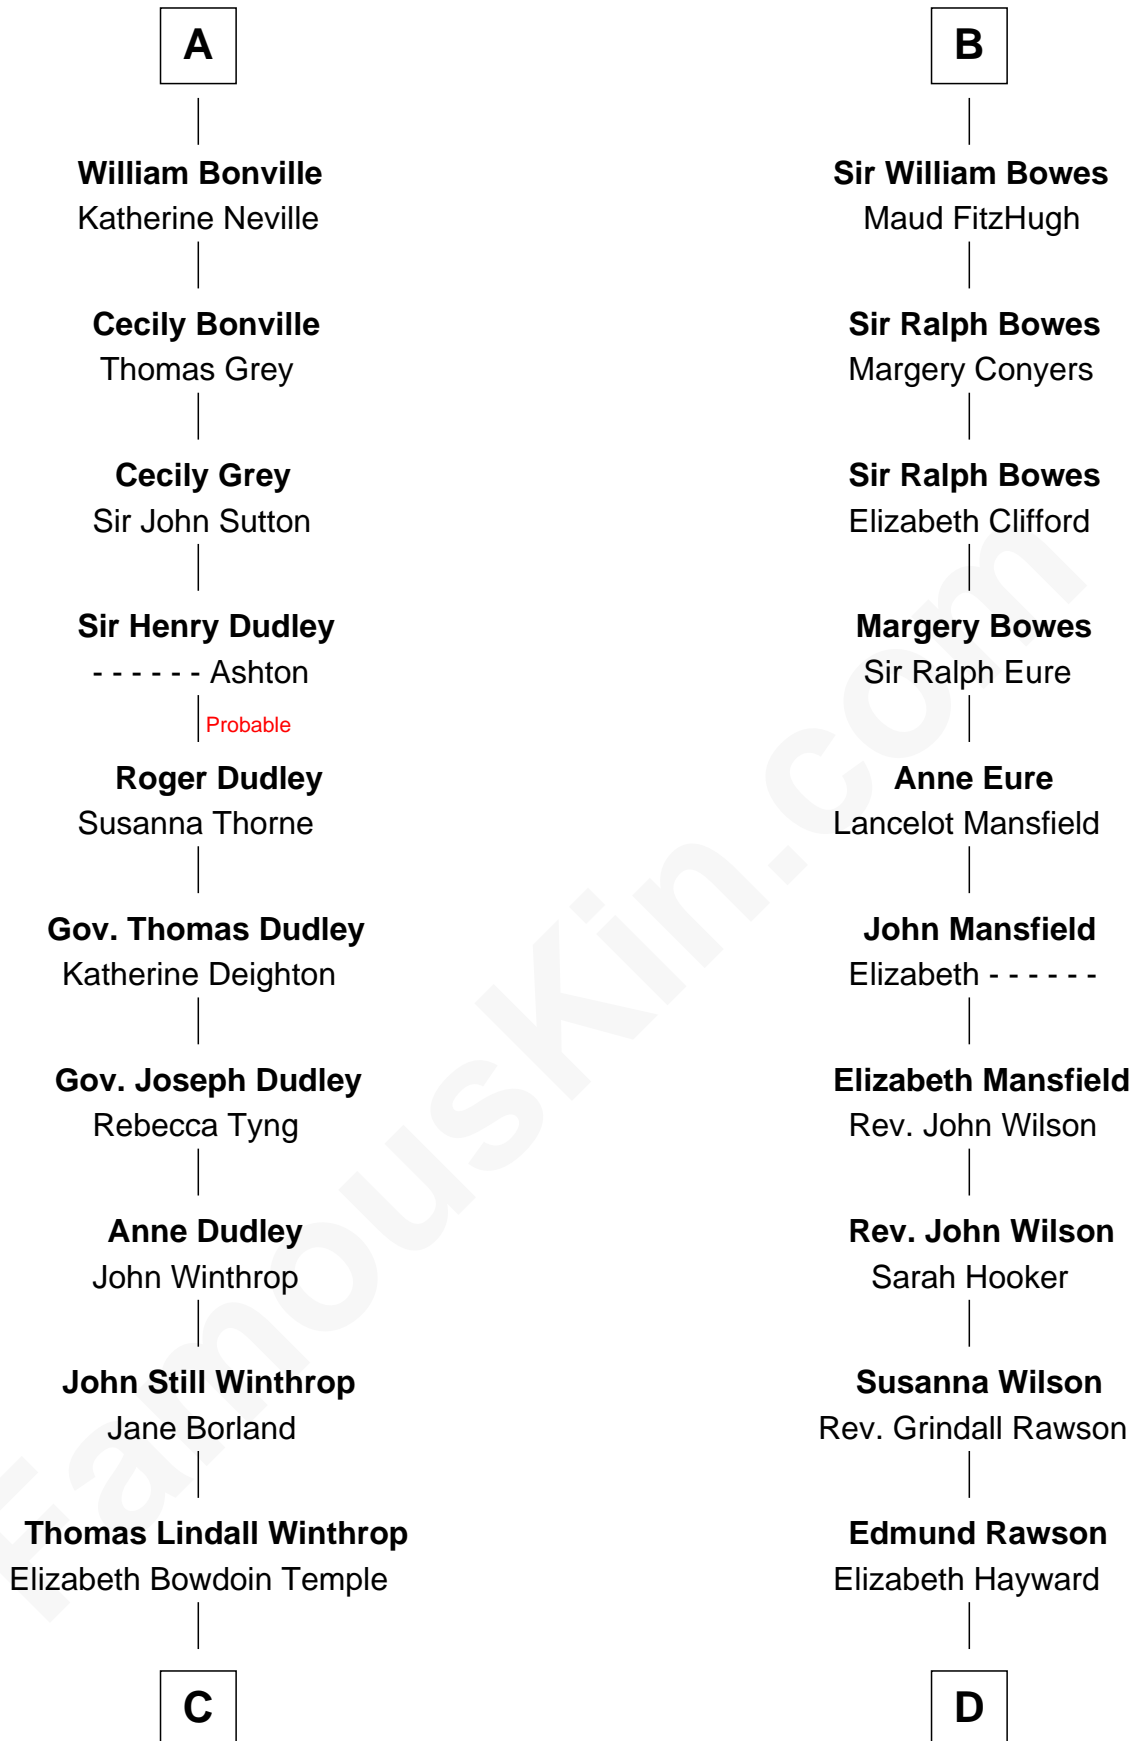 A
William Bonville
Katherine Neville
Cecily Bonville
Thomas Grey
Cecily Grey
Sir John Sutton
Sir Henry Dudley
- - - - - - Ashton
Probable
Roger Dudley
Susanna Thorne
Gov. Thomas Dudley
Katherine Deighton
Gov. Joseph Dudley
Rebecca Tyng
Anne Dudley
John Winthrop
John Still Winthrop
Jane Borland
Thomas Lindall Winthrop
Elizabeth Bowdoin Temple
C
B
Sir William Bowes
Maud FitzHugh
Sir Ralph Bowes
Margery Conyers
Sir Ralph Bowes
Elizabeth Clifford
Margery Bowes
Sir Ralph Eure
Anne Eure
Lancelot Mansfield
John Mansfield
Elizabeth - - - - - -
Elizabeth Mansfield
Rev. John Wilson
Rev. John Wilson
Sarah Hooker
Susanna Wilson
Rev. Grindall Rawson
Edmund Rawson
Elizabeth Hayward
D
FamousKin.com